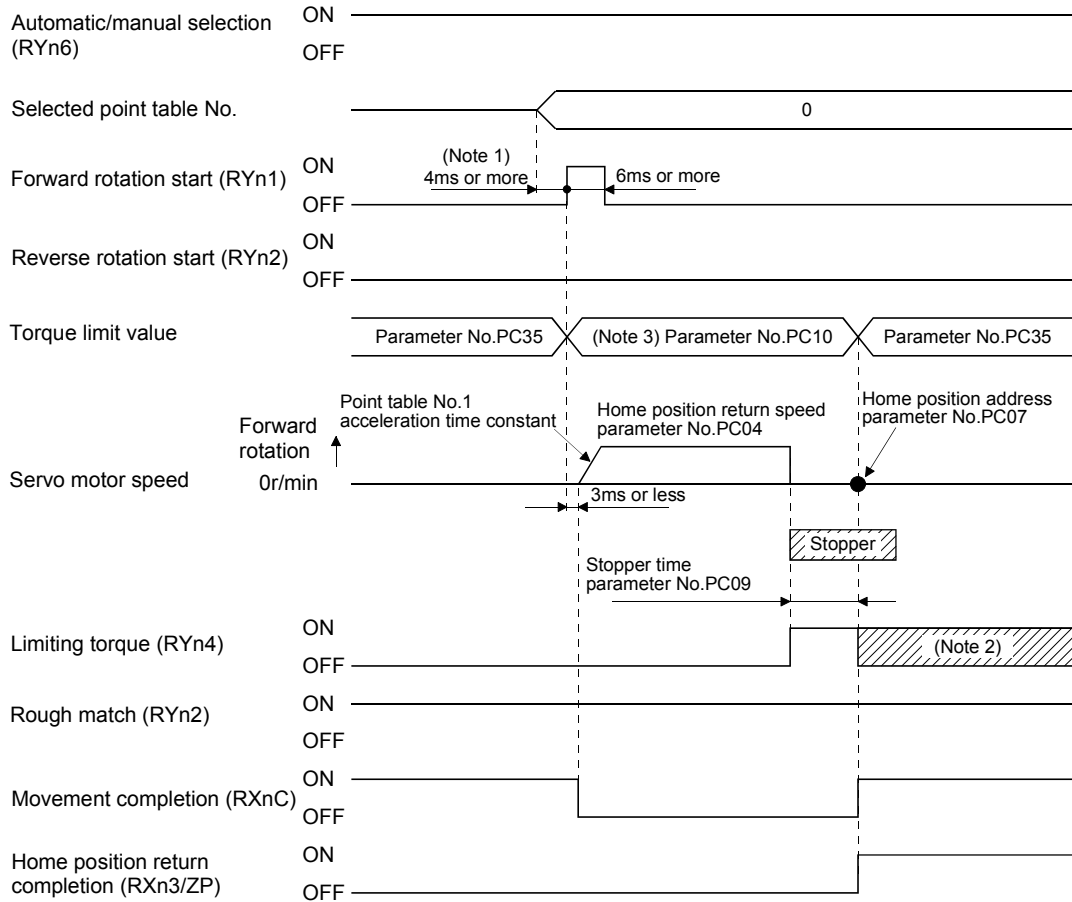 Automatic/manual selection
(RYn6)
ON
OFF
Selected point table No.
0
Forward rotation start (RYn1)
ON
OFF
(Note 1)
4ms or more
6ms or more
Reverse rotation start (RYn2)
ON
OFF
Torque limit value
Parameter No.PC35
(Note 3) Parameter No.PC10
Parameter No.PC35
Servo motor speed
Forward
rotation
0r/min
Point table No.1
acceleration time constant
Home position return speed
parameter No.PC04
Home position address
parameter No.PC07
3ms or less
Stopper
Stopper time
parameter No.PC09
Limiting torque (RYn4)
ON
OFF
(Note 2)
Rough match (RYn2)
ON
OFF
Movement completion (RXnC)
ON
OFF
Home position return
completion (RXn3/ZP)
ON
OFF